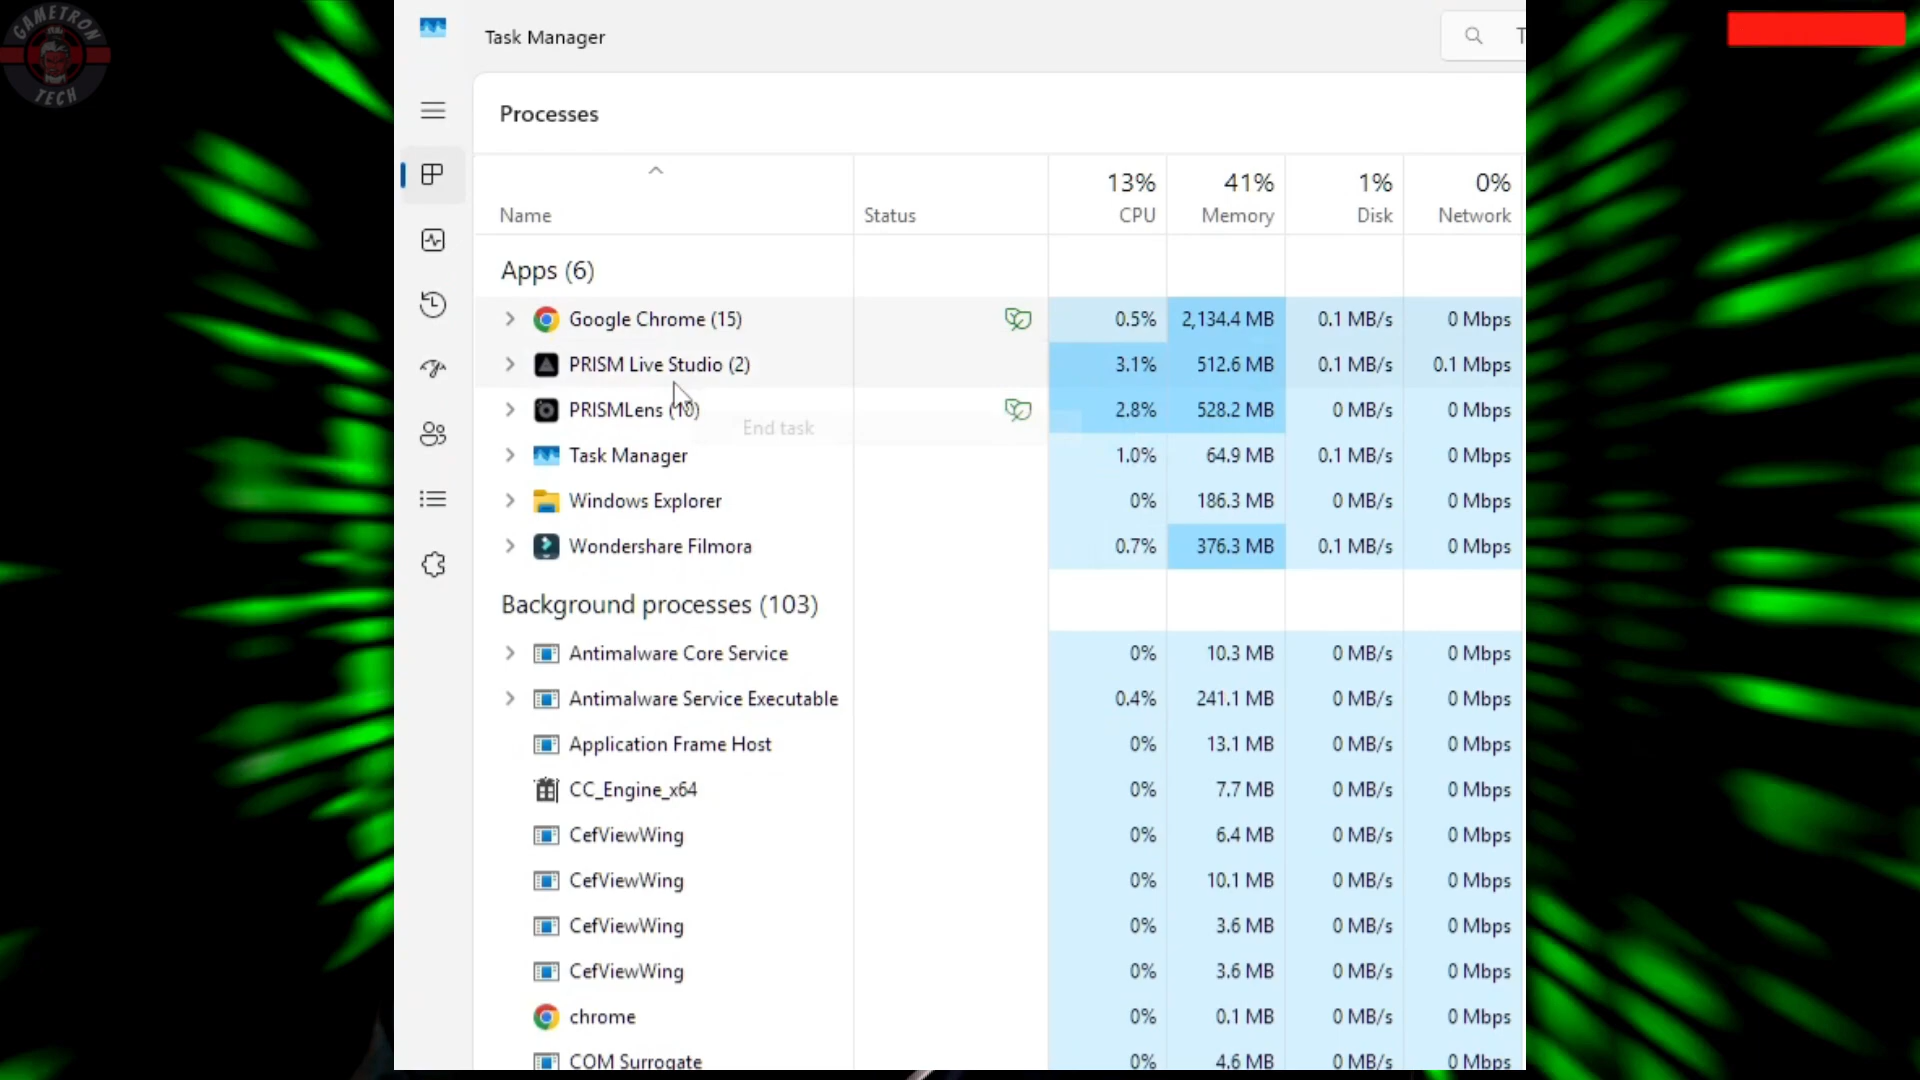 GAMETRON
TECH
Task Manager
T
Processes
13% 41% 1% 0%
Name Status CPU Memory Disk Network
Apps (6)
Google Chrome (15) 0.5% 2,134.4 MB 0.1 MB/s 0 Mbps
PRISM Live Studio (2) 3.1% 512.6 MB 0.1 MB/s 0.1 Mbps
PRISMLens (10) 2.8% 528.2 MB 0 MB/s 0 Mbps
End task
Task Manager 1.0% 64.9 MB 0.1 MB/s 0 Mbps
Windows Explorer 0% 186.3 MB 0 MB/s 0 Mbps
Wondershare Filmora 0.7% 376.3 MB 0.1 MB/s 0 Mbps
Background processes (103)
Antimalware Core Service 0% 10.3 MB 0 MB/s 0 Mbps
Antimalware Service Executable 0.4% 241.1 MB 0 MB/s 0 Mbps
Application Frame Host 0% 13.1 MB 0 MB/s 0 Mbps
CC_Engine_x64 0% 7.7 MB 0 MB/s 0 Mbps
CefViewWing 0% 6.4 MB 0 MB/s 0 Mbps
CefViewWing 0% 10.1 MB 0 MB/s 0 Mbps
CefViewWing 0% 3.6 MB 0 MB/s 0 Mbps
CefViewWing 0% 3.6 MB 0 MB/s 0 Mbps
chrome 0% 0.1 MB 0 MB/s 0 Mbps
COM Surrogate 0% 4.6 MB 0 MB/s 0 Mbps